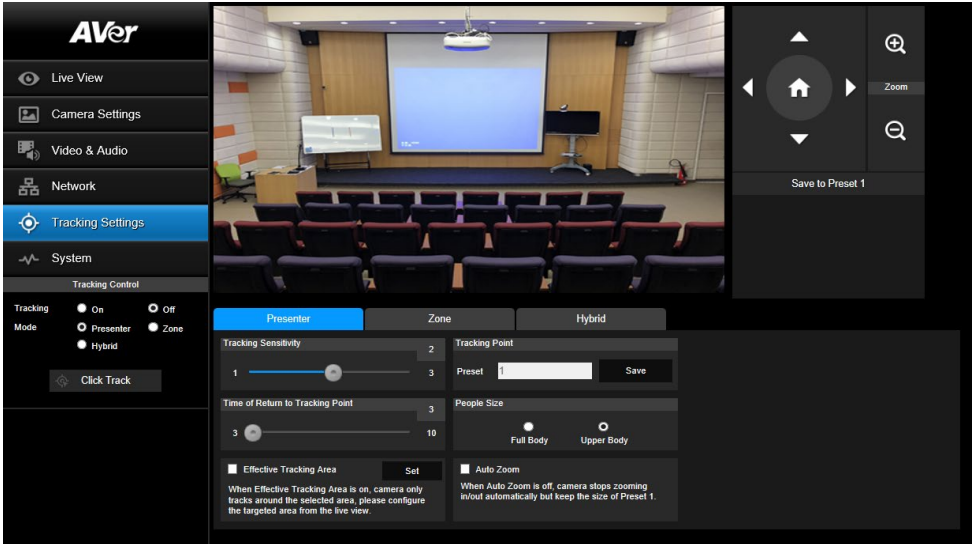 AVer
Live View
Camera Settings
Video & Audio
Network
Tracking Settings
System
Tracking Control
Tracking On Off
Mode Presenter Zone
Hybrid
Click Track
Zoom
Save to Preset 1
Presenter Zone Hybrid
Tracking Sensitivity 2
1 3
Tracking Point
Preset 1 Save
Time of Return to Tracking Point 3
3 10
People Size
Full Body Upper Body
Effective Tracking Area Set
When Effective Tracking Area is on, camera only
tracks around the selected area, please configure
the targeted area from the live view.
Auto Zoom
When Auto Zoom is off, camera stops zooming
in/out automatically but keep the size of Preset 1.